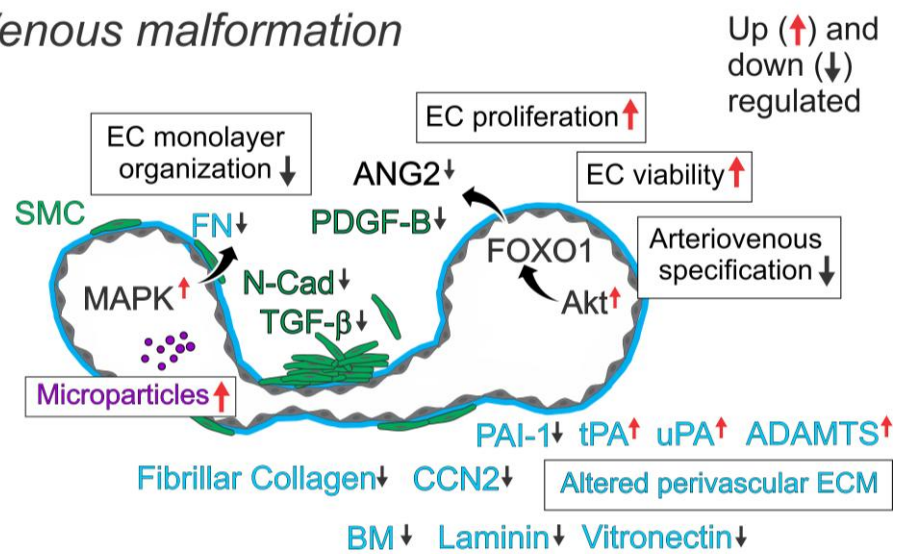 enous malformation
Up (↑) and
down (↓)
regulated
EC monolayer
organization ↓
EC proliferation ↑
ANG2↓
EC viability ↑
SMC
FN↓
PDGF-B↓
FOXO1
Arteriovenous
specification ↓
MAPK ↑
N-Cad↓
Akt↑
TGF-β↓
Microparticles ↑
PAI-1↓ tPA↑ uPA↑ ADAMTS↑
Fibrillar Collagen↓ CCN2↓ Altered perivascular ECM
BM ↓ Laminin↓ Vitronectin↓